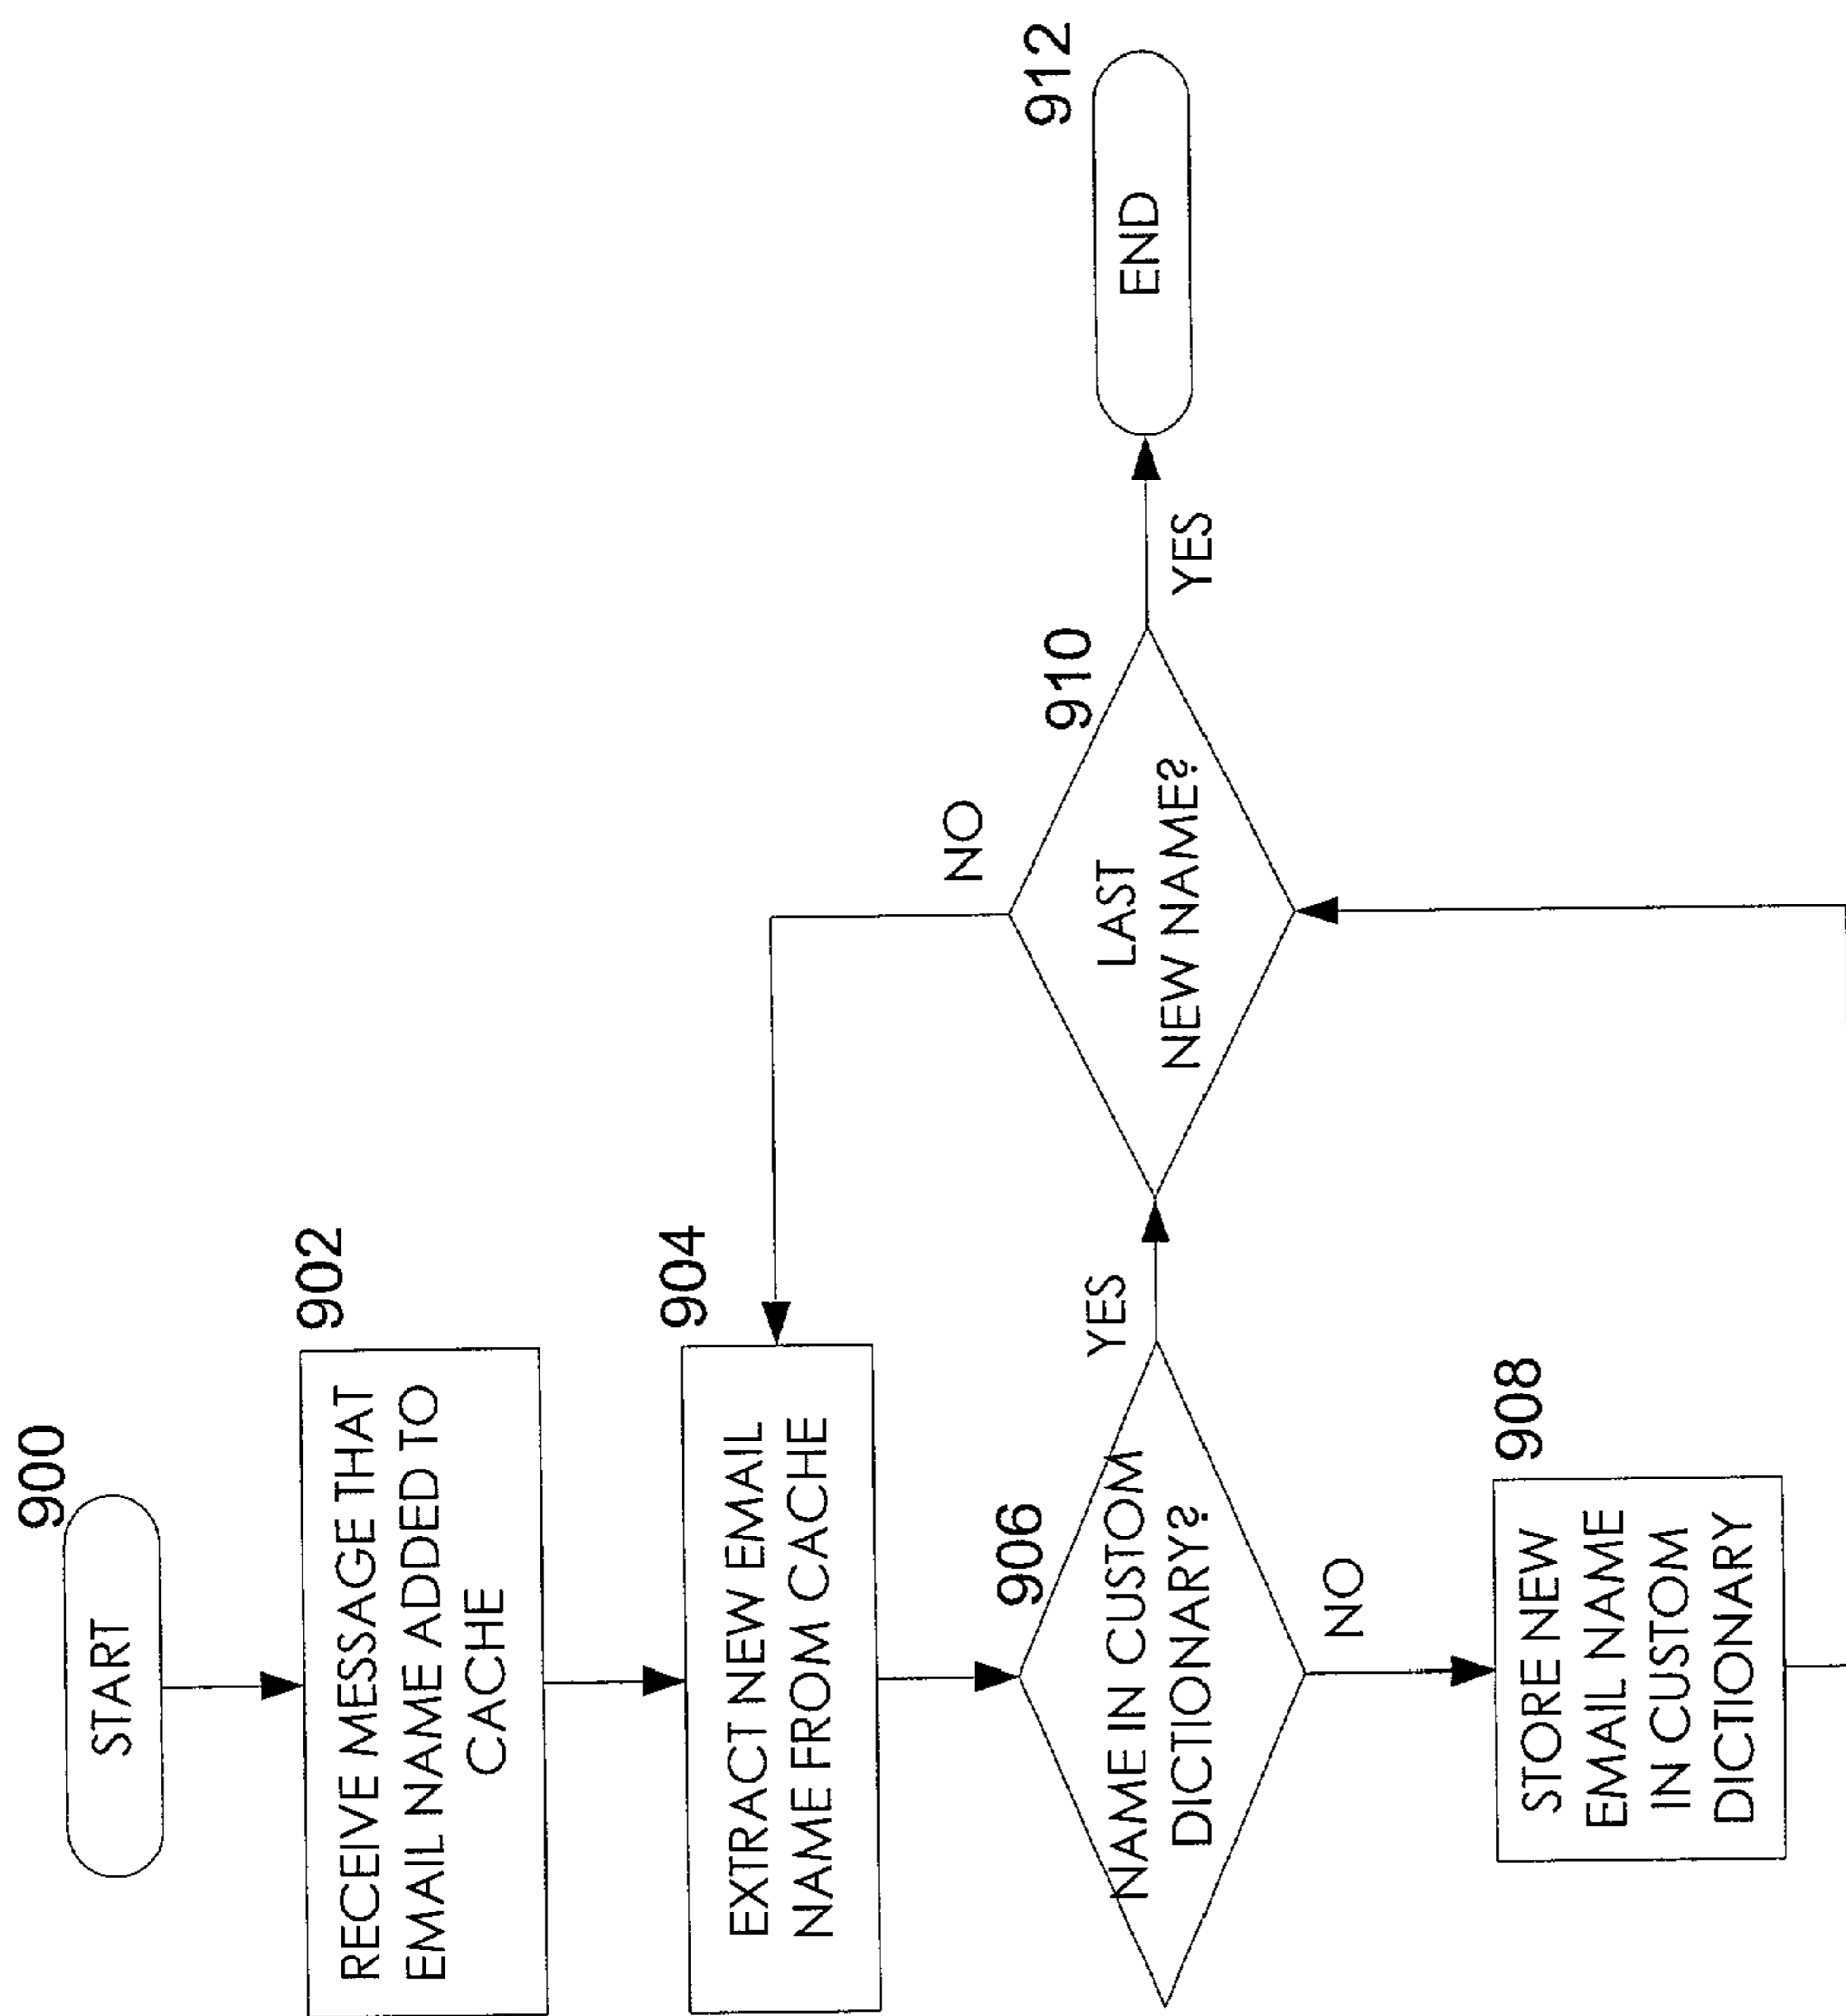 900
START
902
RECEIVE MESSAGE THAT
EMAIL NAME ADDED TO
CACHE
904
EXTRACT NEW EMAIL
NAME FROM CACHE
906
NAME IN CUSTOM
DICTIONARY?
YES
NO
908
STORE NEW
EMAIL NAME
IN CUSTOM
DICTIONARY
910
LAST
NEW NAME?
NO
YES
912
END